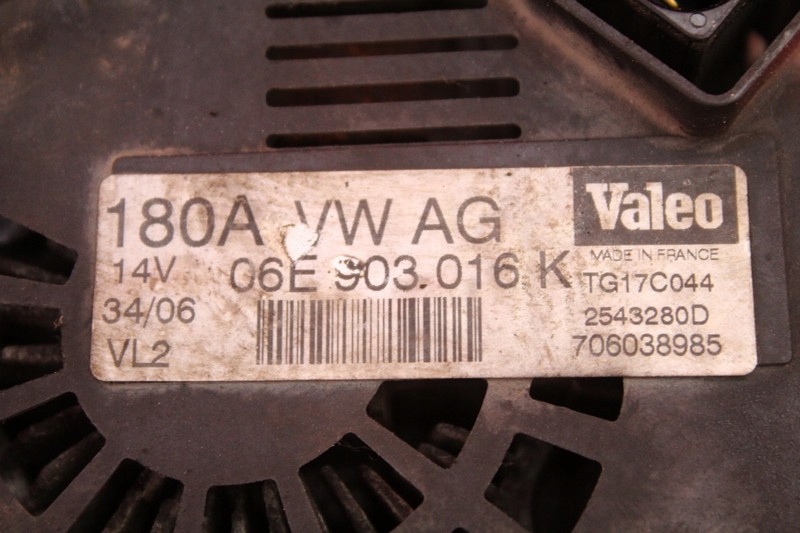 180A VW AG
Valeo
MADE IN FRANCE
14V 06E 903.016 K
TG17C044
34/06
2543280D
VL2
706038985